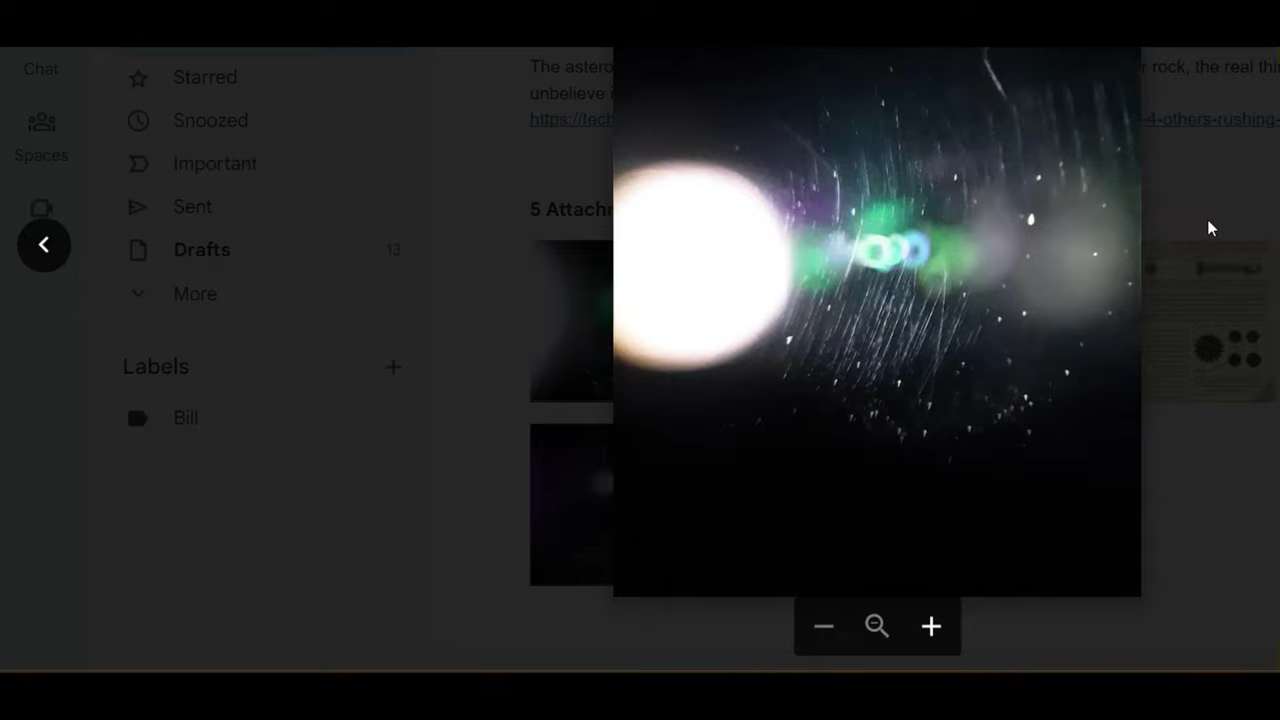 Chat
Starred
The astero
rock, the real thi
unbelieve i
Snoozed
https://tech
-4-others-rushing-
Spaces
Important
Sent
5 Attachm
Drafts
13
More
Labels
Bill